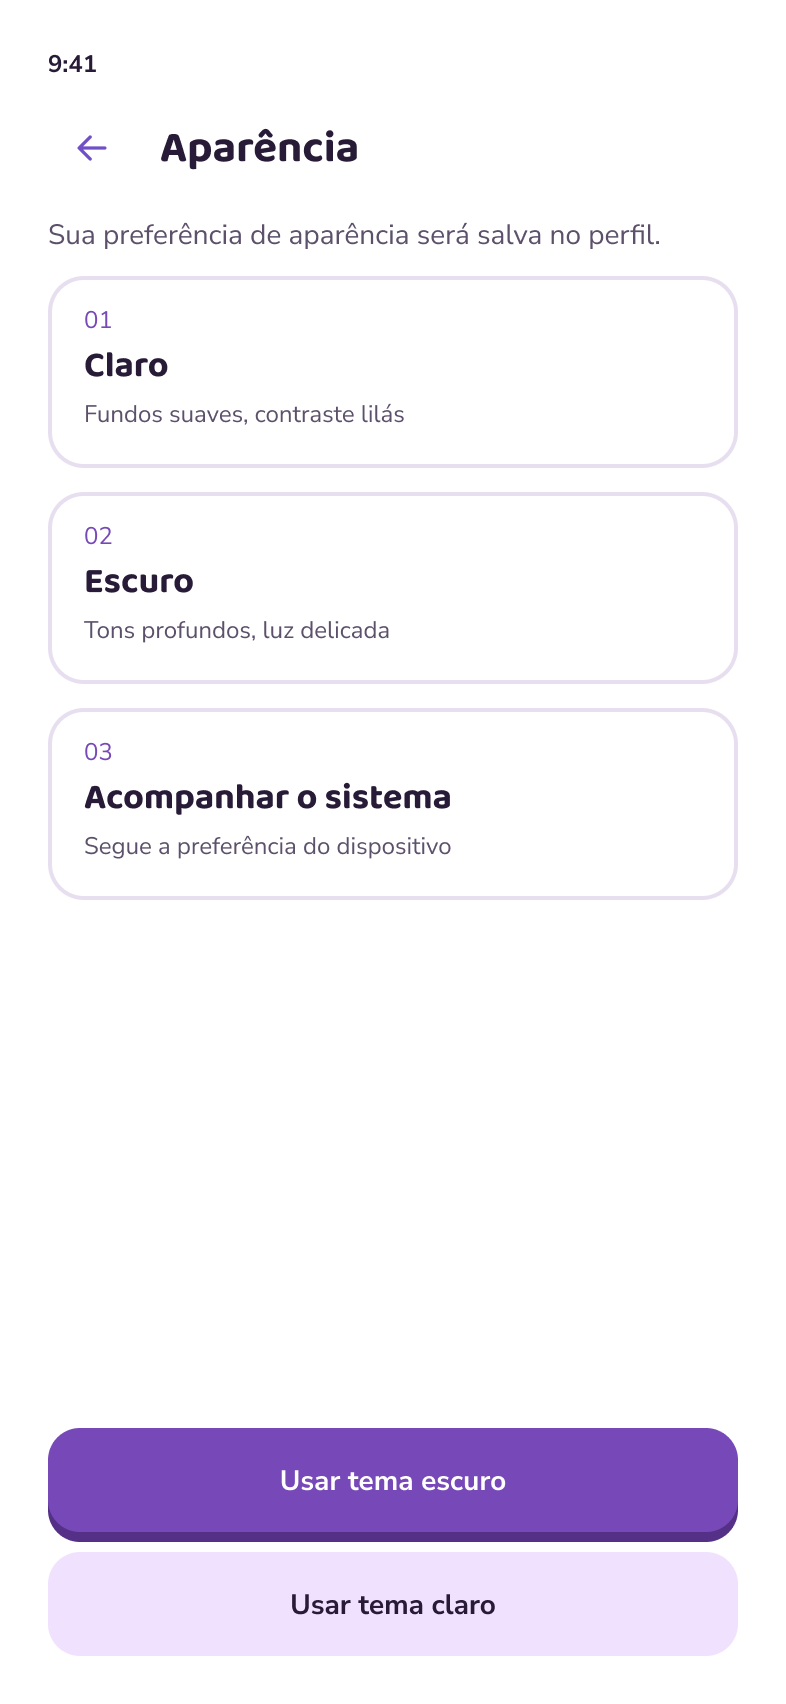 9:41
Aparência
Sua preferência de aparência será salva no perfil.
01
Claro
Fundos suaves, contraste lilás
02
Escuro
Tons profundos, luz delicada
03
Acompanhar o sistema
Segue a preferência do dispositivo
Usar tema escuro
Usar tema claro